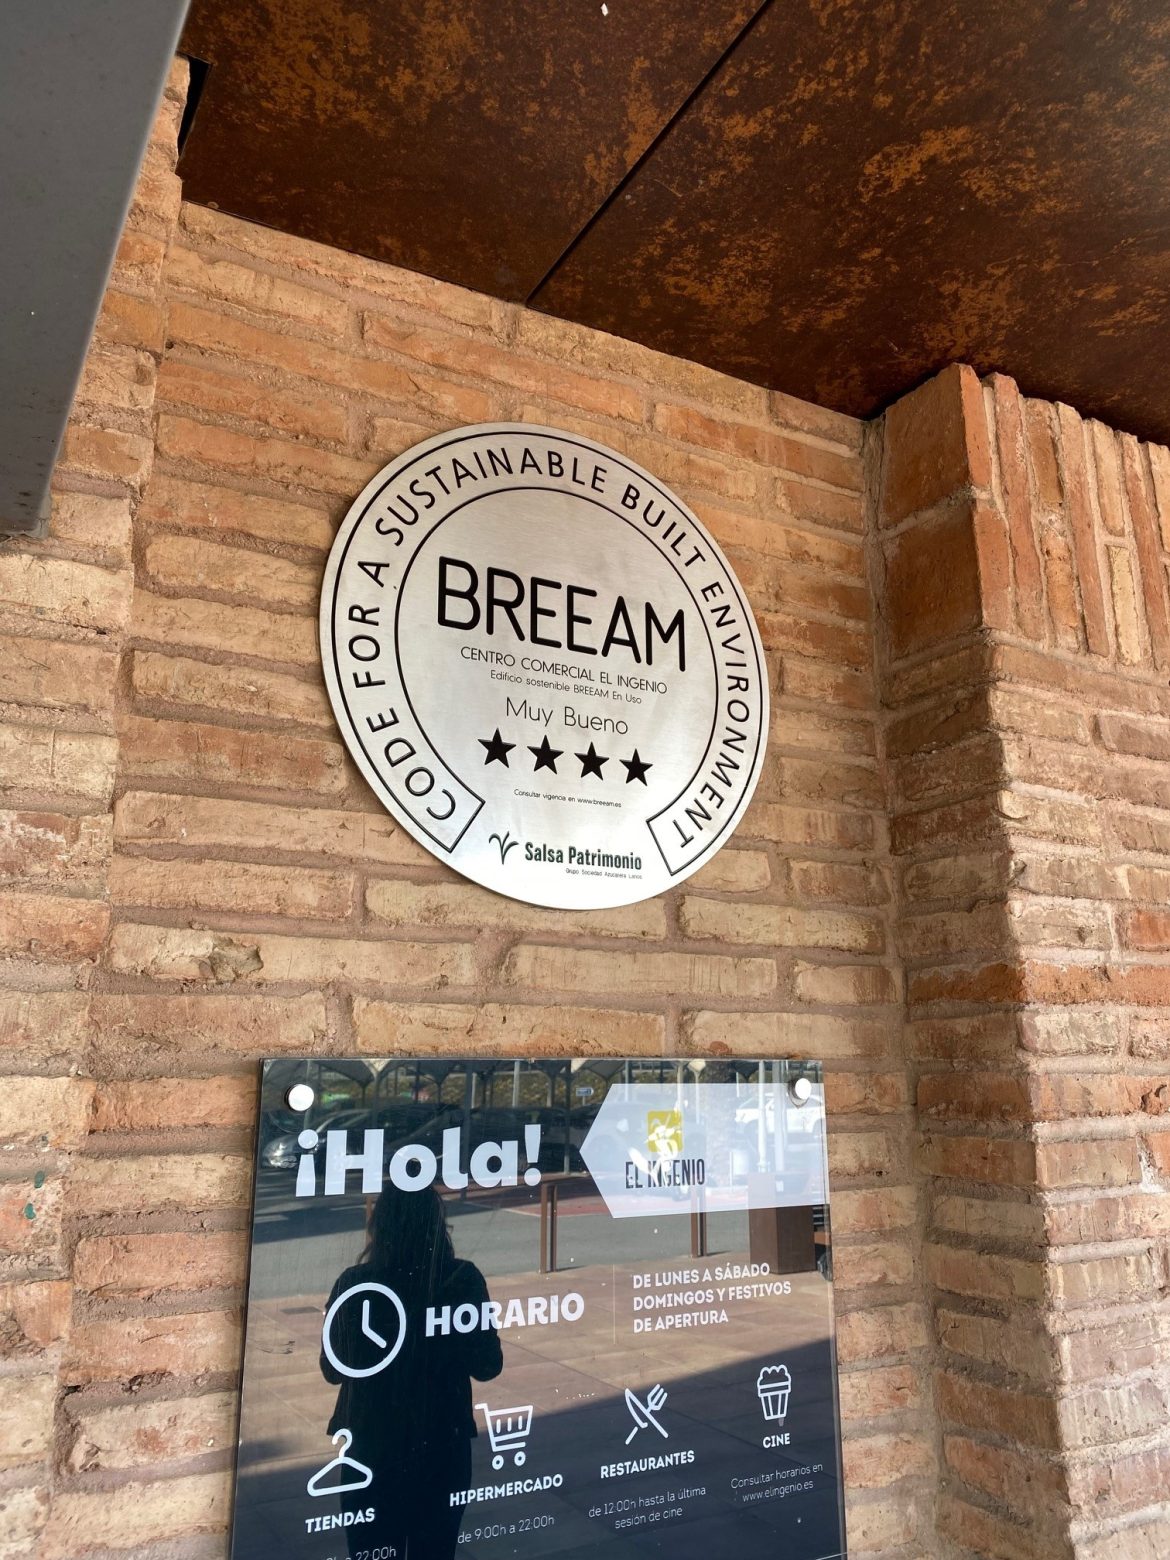 CODE FOR A SUSTAINABLE BUILT ENVIRONMENT
BREEAM
CENTRO COMERCIAL EL INGENIO
Edificio sostenible BREEAM En Uso
Muy Bueno
Consultar vigencia en www.breeam.es
Salsa Patrimonio
Grupo Sociedad Azucarera Larios
¡Hola!
EL INGENIO
HORARIO
DE LUNES A SÁBADO
DOMINGOS Y FESTIVOS
DE APERTURA
TIENDAS
a 22:00h
HIPERMERCADO
de 9:00h a 22:00h
RESTAURANTES
de 12:00h hasta la última
sesión de cine
CINE
Consultar horarios en
www.elingenio.es